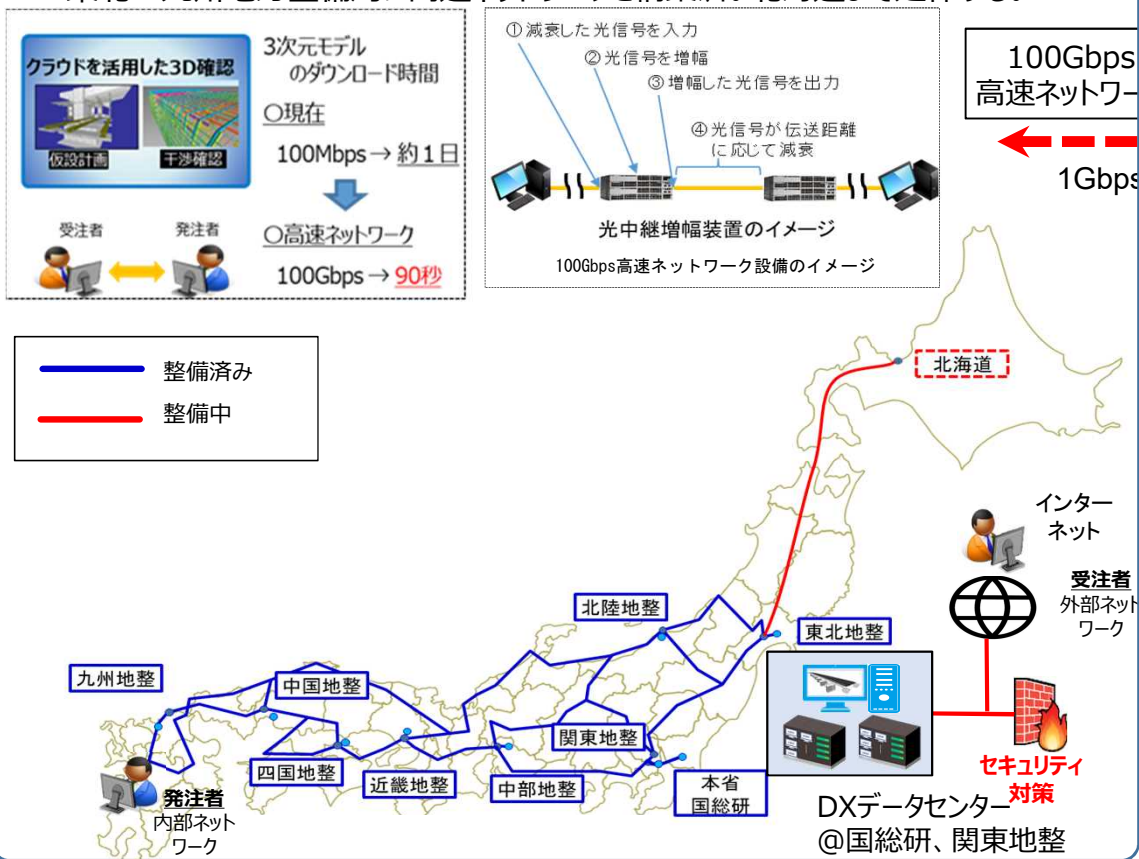 クラウドを活用した3D確認
仮設計画
干渉確認
受注者
発注者
3次元モデル
のダウンロード時間
〇現在
100Mbps→約1日
〇高速ネットワーク
100Gbps→90秒
①減衰した光信号を入力
②光信号を増幅
③増幅した光信号を出力
④光信号が伝送距離
に応じて減衰
光中継増幅装置のイメージ
100Gbps高速ネットワーク設備のイメージ
100Gbps
高速ネットワー
1Gbps
整備済み
整備中
北海道
インター
ネット
受注者
外部ネット
ワーク
北陸地整
東北地整
九州地整
中国地整
関東地整
四国地整
近畿地整
中部地整
本省
国総研
発注者
内部ネット
ワーク
セキュリティ
対策
DXデータセンター
@国総研、関東地整